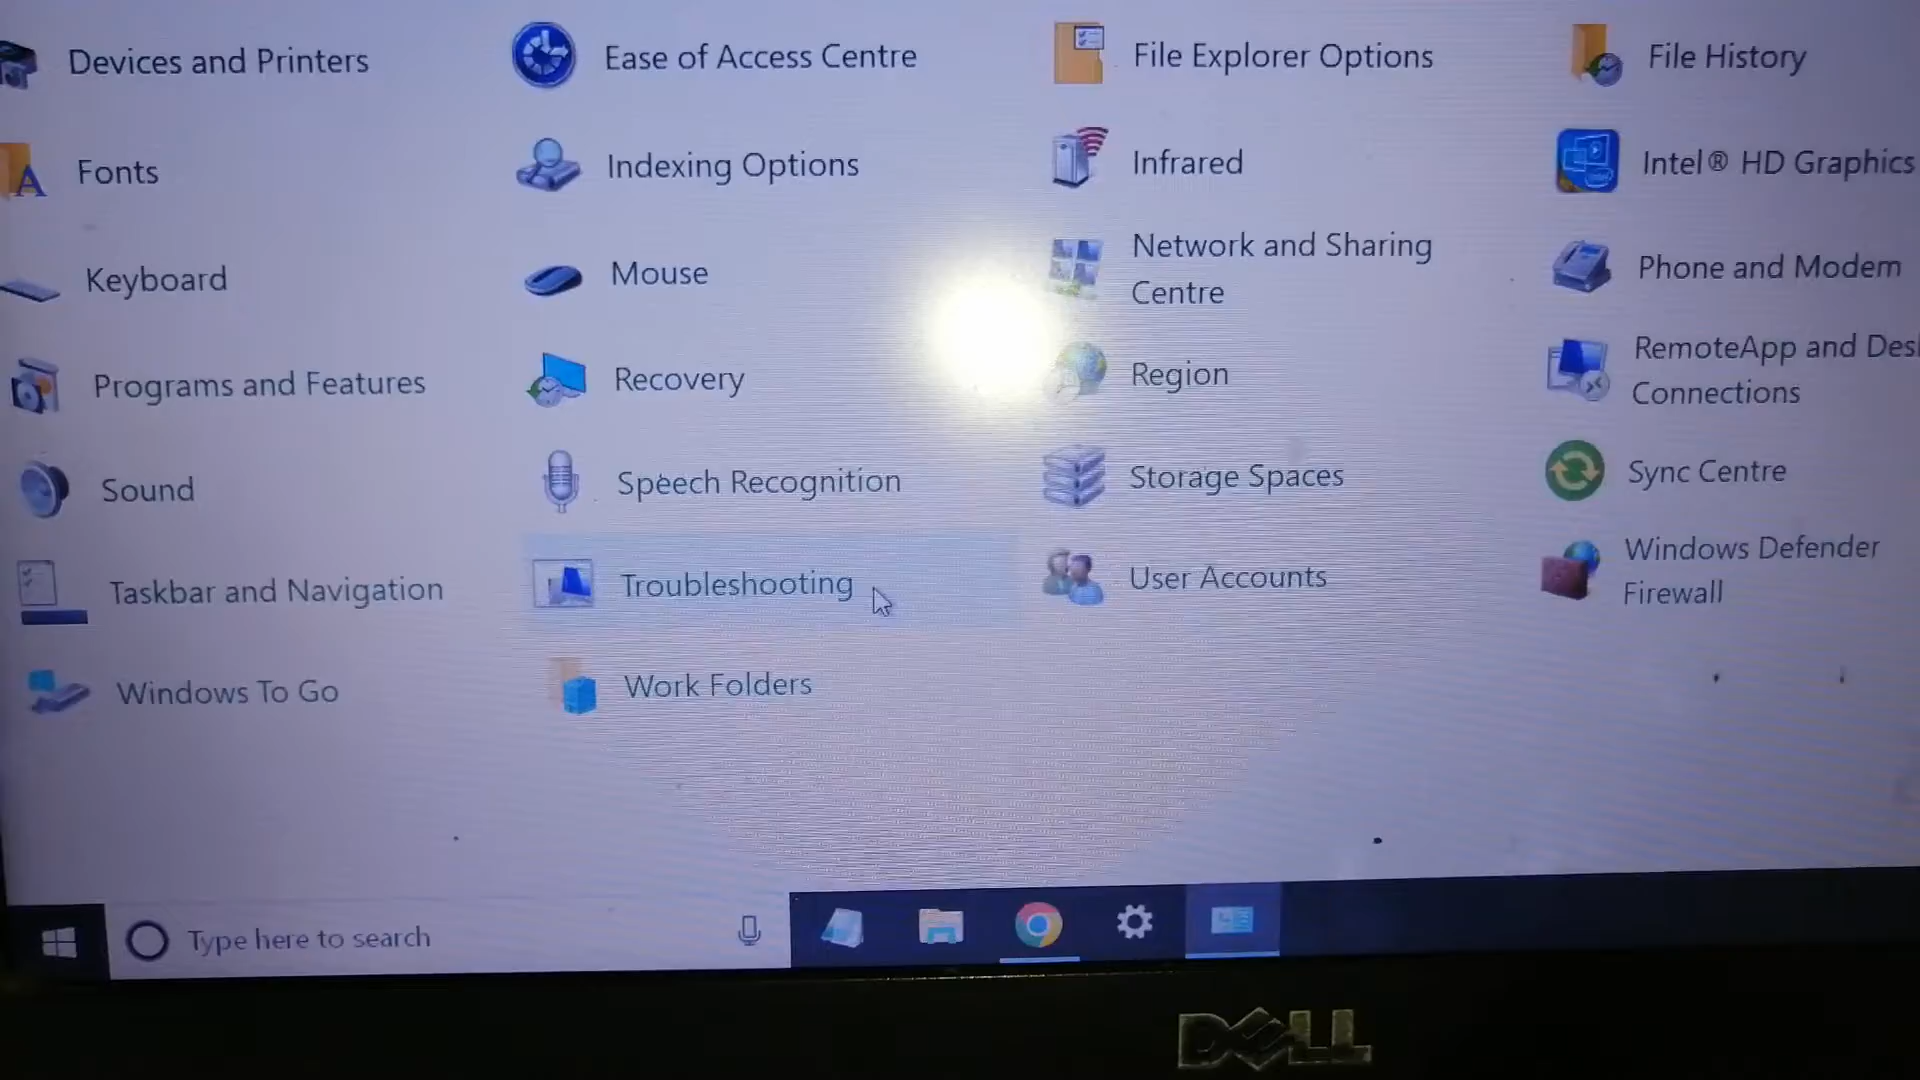 Devices and Printers
Ease of Access Centre
File Explorer Options
File History
Fonts
Indexing Options
Infrared
Intel® HD Graphics
Keyboard
Mouse
Network and Sharing
Centre
Phone and Modem
Programs and Features
Recovery
Region
RemoteApp and Des
Connections
Sound
Speech Recognition
Storage Spaces
Sync Centre
Taskbar and Navigation
Troubleshooting
User Accounts
Windows Defender
Firewall
Windows To Go
Work Folders
Type here to search
DELL